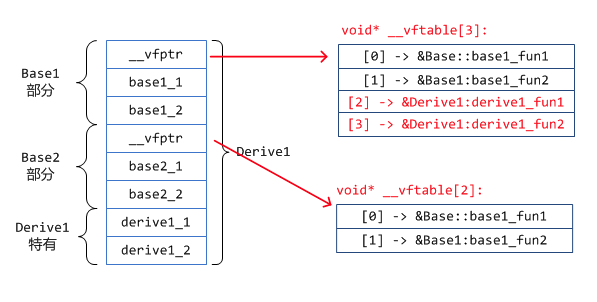 void* __vftable[3]:
__vfptr
[0] -> &Base::base1_fun1
Base1
部分
base1_1
[1] -> &Base1:base1_fun2
base1_2
[2] -> &Derive1:derive1_fun1
__vfptr
[3] -> &Derive1:derive1_fun2
Base2
部分
base2_1
Derive1
base2_2
void* __vftable[2]:
Derive1
特有
derive1_1
[0] -> &Base::base1_fun1
derive1_2
[1] -> &Base1:base1_fun2